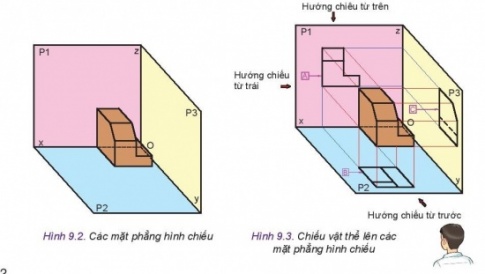 P1
z
P3
x
O
y
P2
Hình 9.2. Các mặt phẳng hình chiếu
Hướng chiếu từ trên
P1
z
A
Hướng chiếu
từ trái
P3
C
x
O
B
P2
y
Hướng chiếu từ trước
Hình 9.3. Chiếu vật thể lên các
mặt phẳng hình chiếu
2